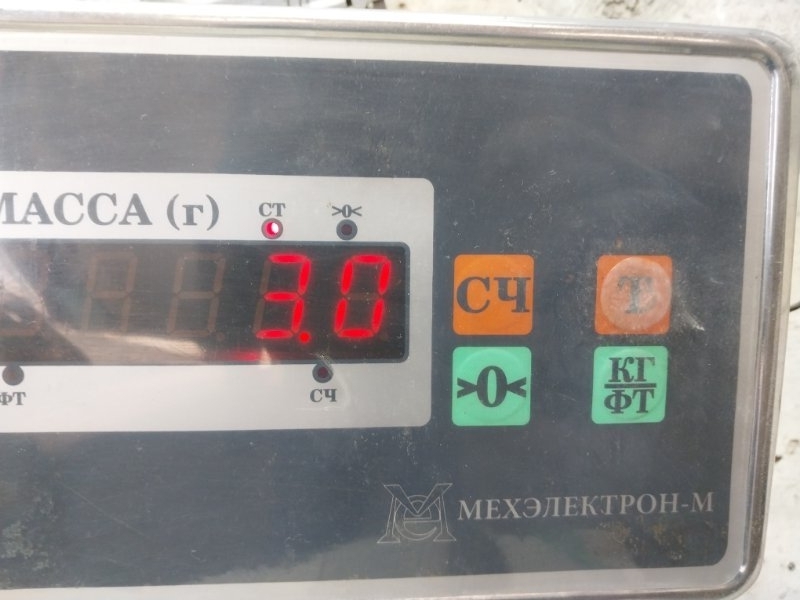 МАССА (г)
СТ >0<
3.0
ФТ СЧ
СЧ Т
>0< КГ
ФТ
МЕХЭЛЕКТРОН-М